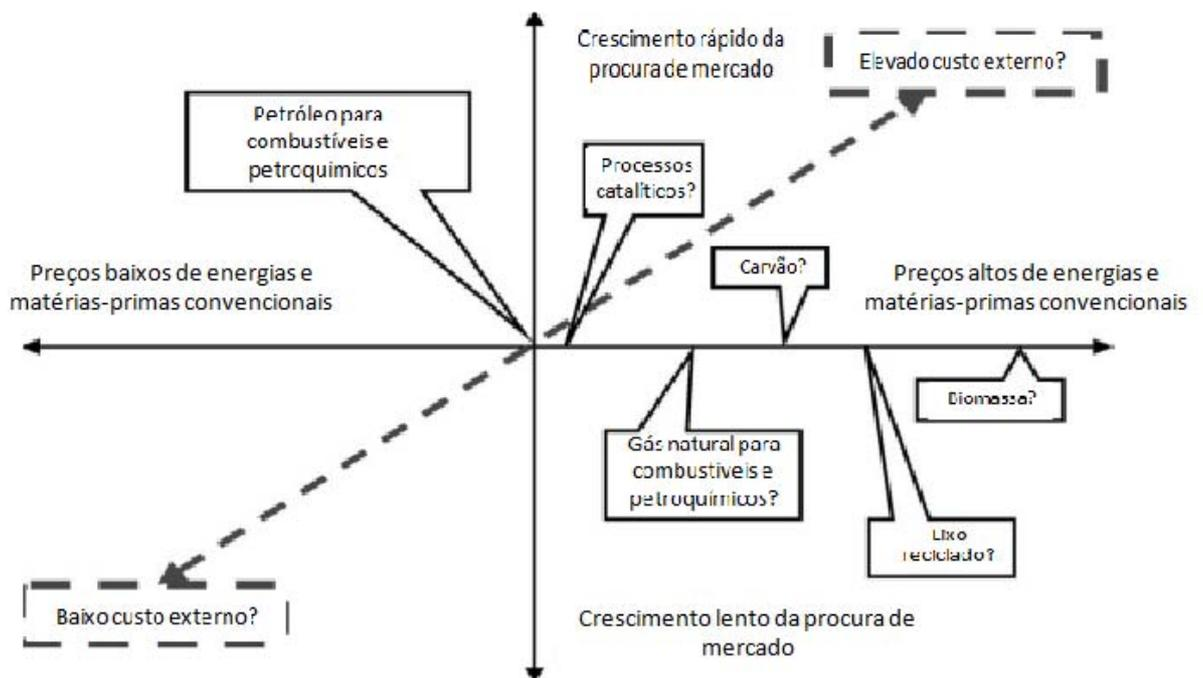 Crescimento rápido da
procura de mercado
Elevado custo externo?
Petróleo para
combustíveis e
petroquimicos
Processos
catalíticos?
Carvão?
Preços baixos de energias e
matérias-primas convencionais
Preços altos de energias e
matérias-primas convencionais
Biomassa?
Gás natural para
combustíveis e
petroquímicos?
Lixo
reciclado?
Baixo custo externo?
Crescimento lento da procura de
mercado